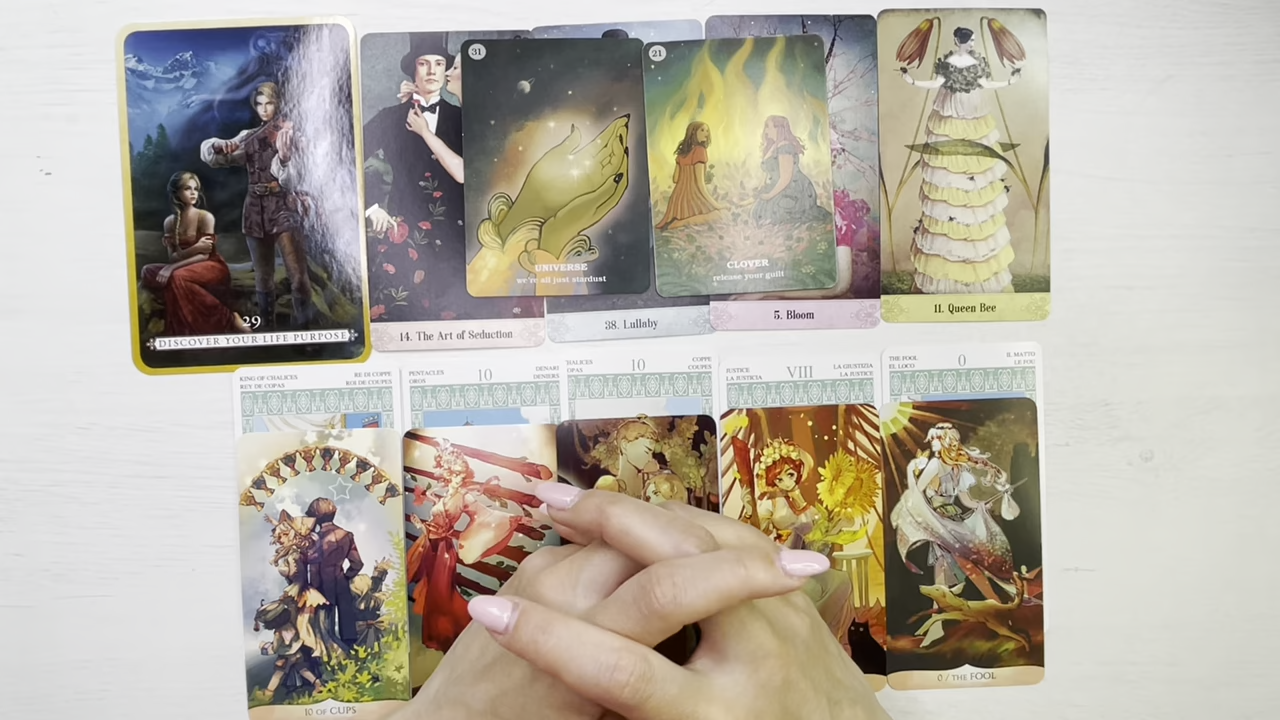 31
21
UNIVERSE
we're all just stardust
CLOVER
release your guilt
29
DISCOVER YOUR LIFE PURPOSE
14. The Art of Seduction
38. Lullaby
5. Bloom
11. Queen Bee
KING OF CHALICES
REY DE COPAS
RE DI COPPE
ROI DE COUPES
PENTACLES
OROS
10
DENARI
DENIERS
HALICES
OPAS
10
COPPE
COUPES
JUSTICE
LA JUSTICIA
VIII
LA GIUSTIZIA
LA JUSTICE
THE FOOL
EL LOCO
0
IL MATTO
LE FOU
10 OF CUPS
0 / THE FOOL